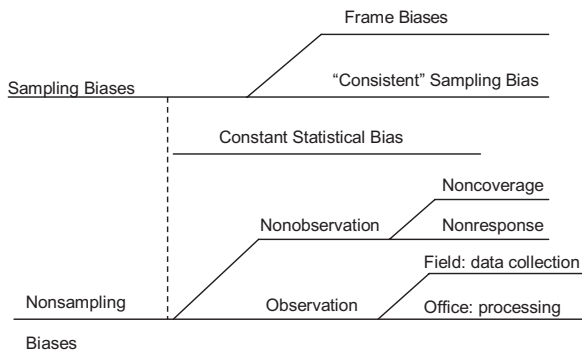 Frame Biases
Sampling Biases
“Consistent” Sampling Bias
Constant Statistical Bias
Noncoverage
Nonobservation
Nonresponse
Field: data collection
Nonsampling
Biases
Observation
Office: processing